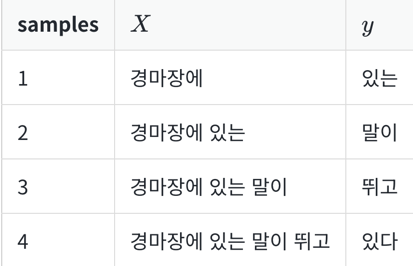 samples X y
1 경마장에 있는
2 경마장에 있는 말이
3 경마장에 있는 말이 뛰고
4 경마장에 있는 말이 뛰고 있다